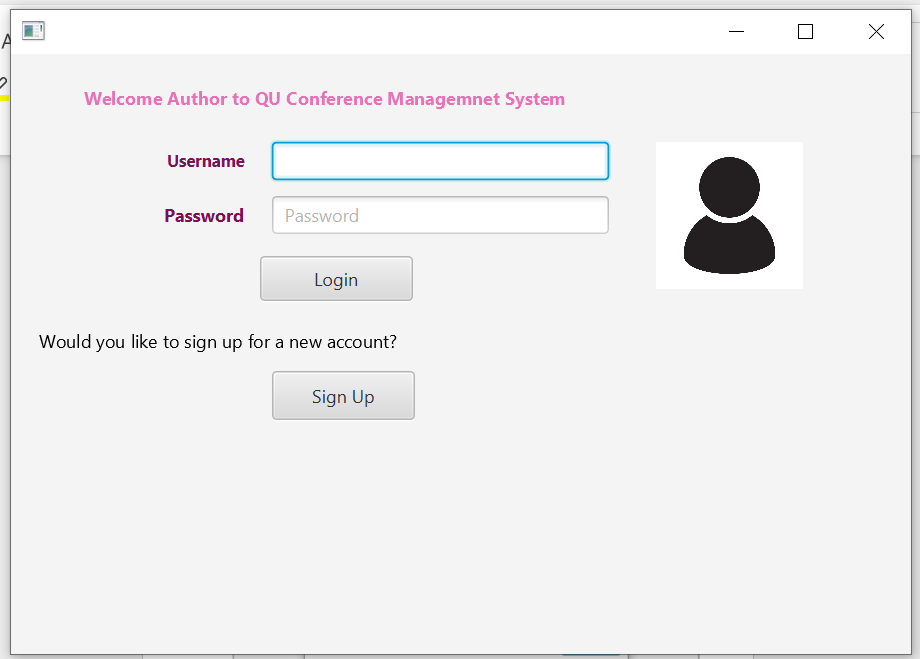 Welcome Author to QU Conference Managemnet System
Username
Password
Password
Login
Would you like to sign up for a new account?
Sign Up